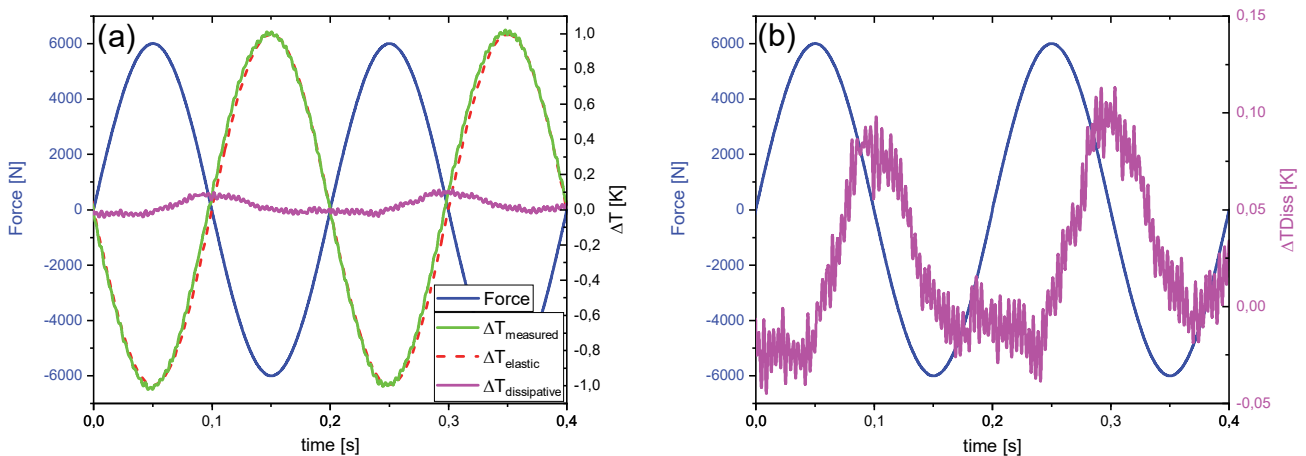 (a)
Force [N]
6000
4000
2000
0
-2000
-4000
-6000
1,0
0,8
0,6
0,4
0,2
0,0
-0,2
-0,4
-0,6
-0,8
-1,0
ΔT [K]
Force
ΔTmeasured
ΔTelastic
ΔTdissipative
0,0 0,1 0,2 0,3 0,4
time [s]
(b)
Force [N]
6000
4000
2000
0
-2000
-4000
-6000
0,15
0,10
0,05
0,00
-0,05
ΔTDiss [K]
0,0 0,1 0,2 0,3 0,4
time [s]